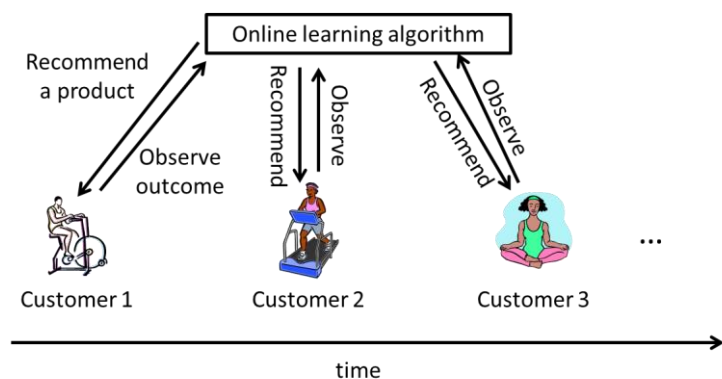 Online learning algorithm
Recommend
a product
Observe
outcome
Recommend
Observe
Recommend
Observe
...
Customer 1
Customer 2
Customer 3
time